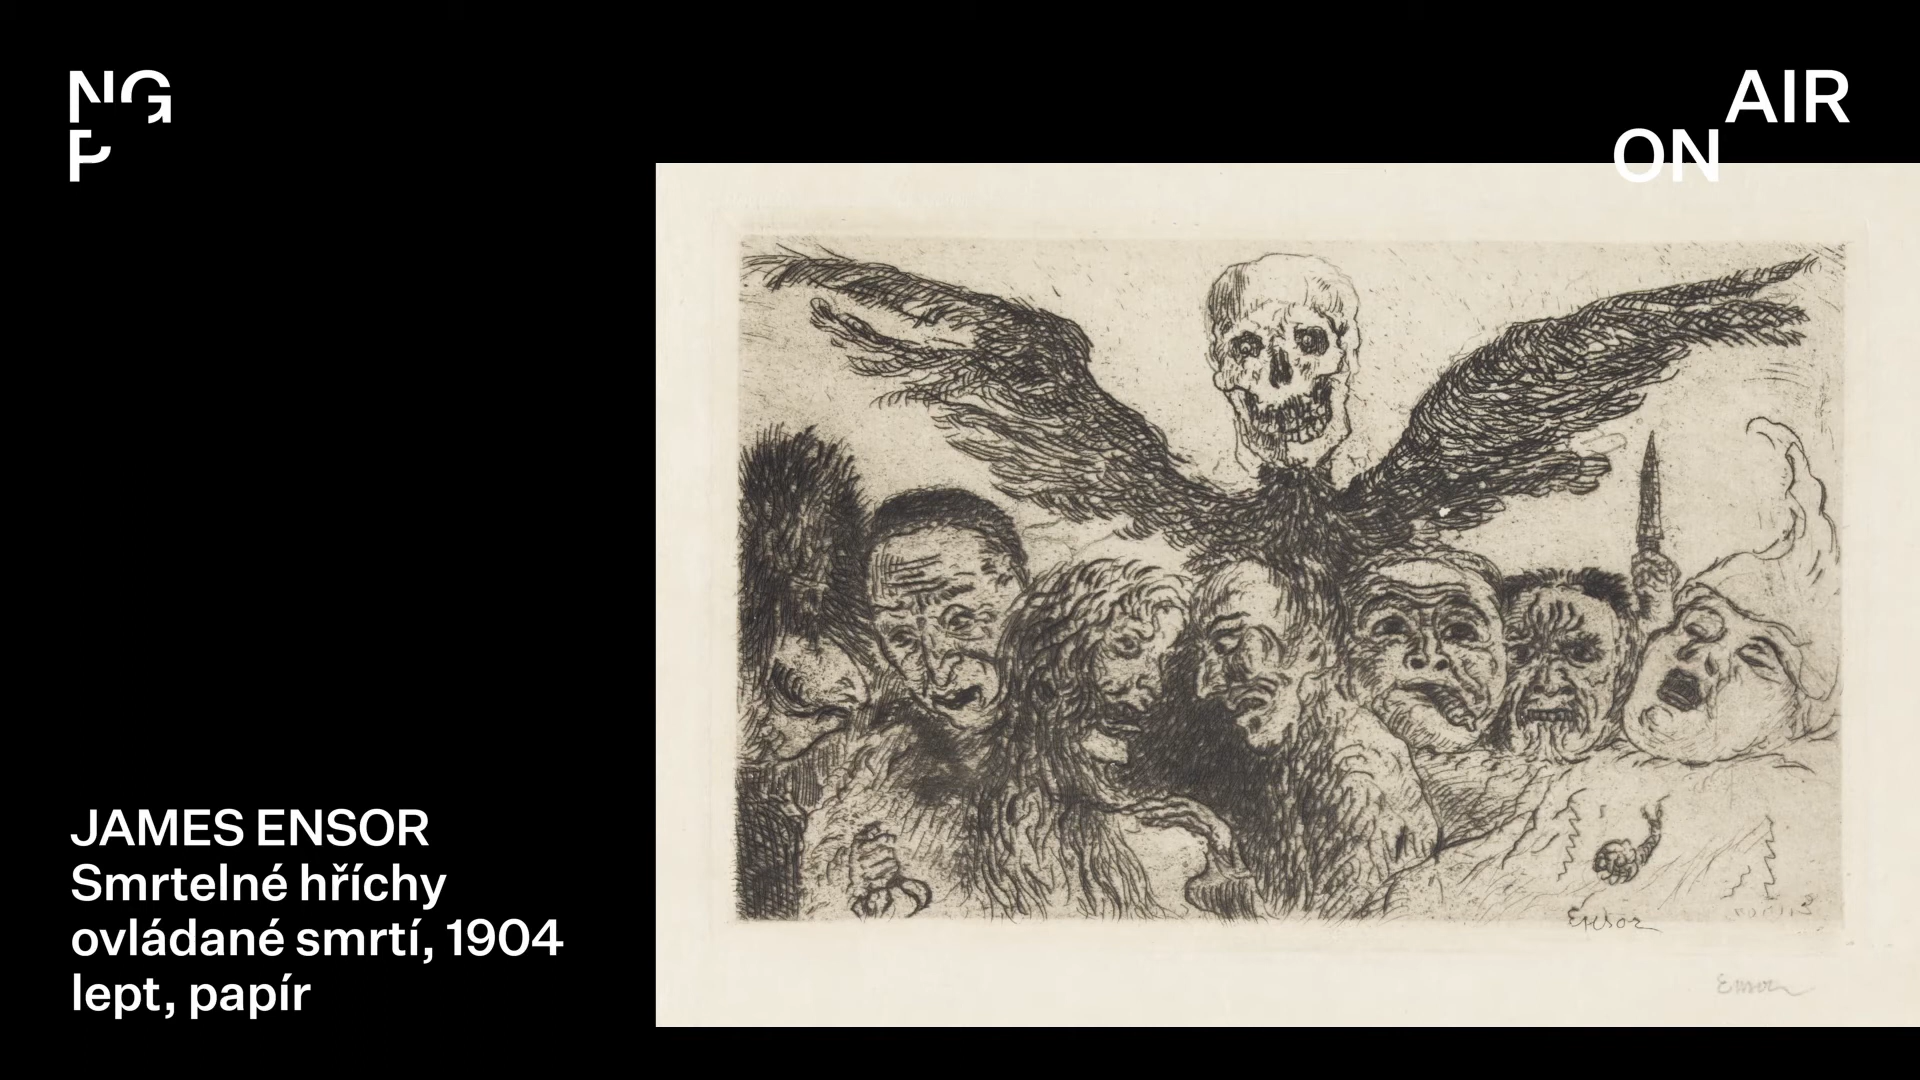 NG
P
AIR
ON
JAMES ENSOR
Smrtelné hříchy
ovládané smrtí, 1904
lept, papír
Ensor
Ensor